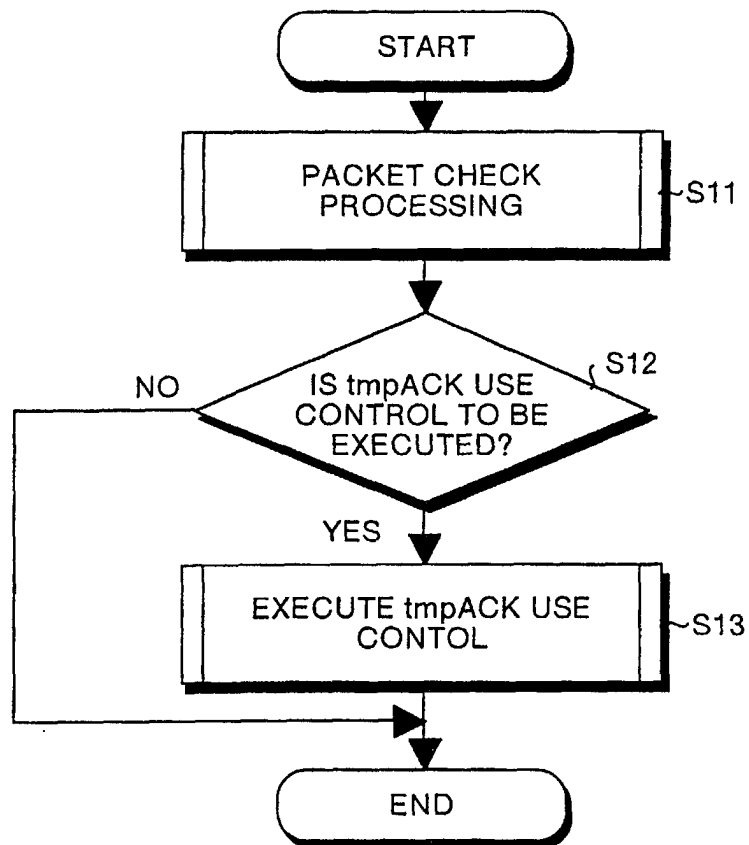 START
PACKET CHECK
PROCESSING
S11
S12
NO
IS tmpACK USE
CONTROL TO BE
EXECUTED?
YES
EXECUTE tmpACK USE
CONTOL
S13
END